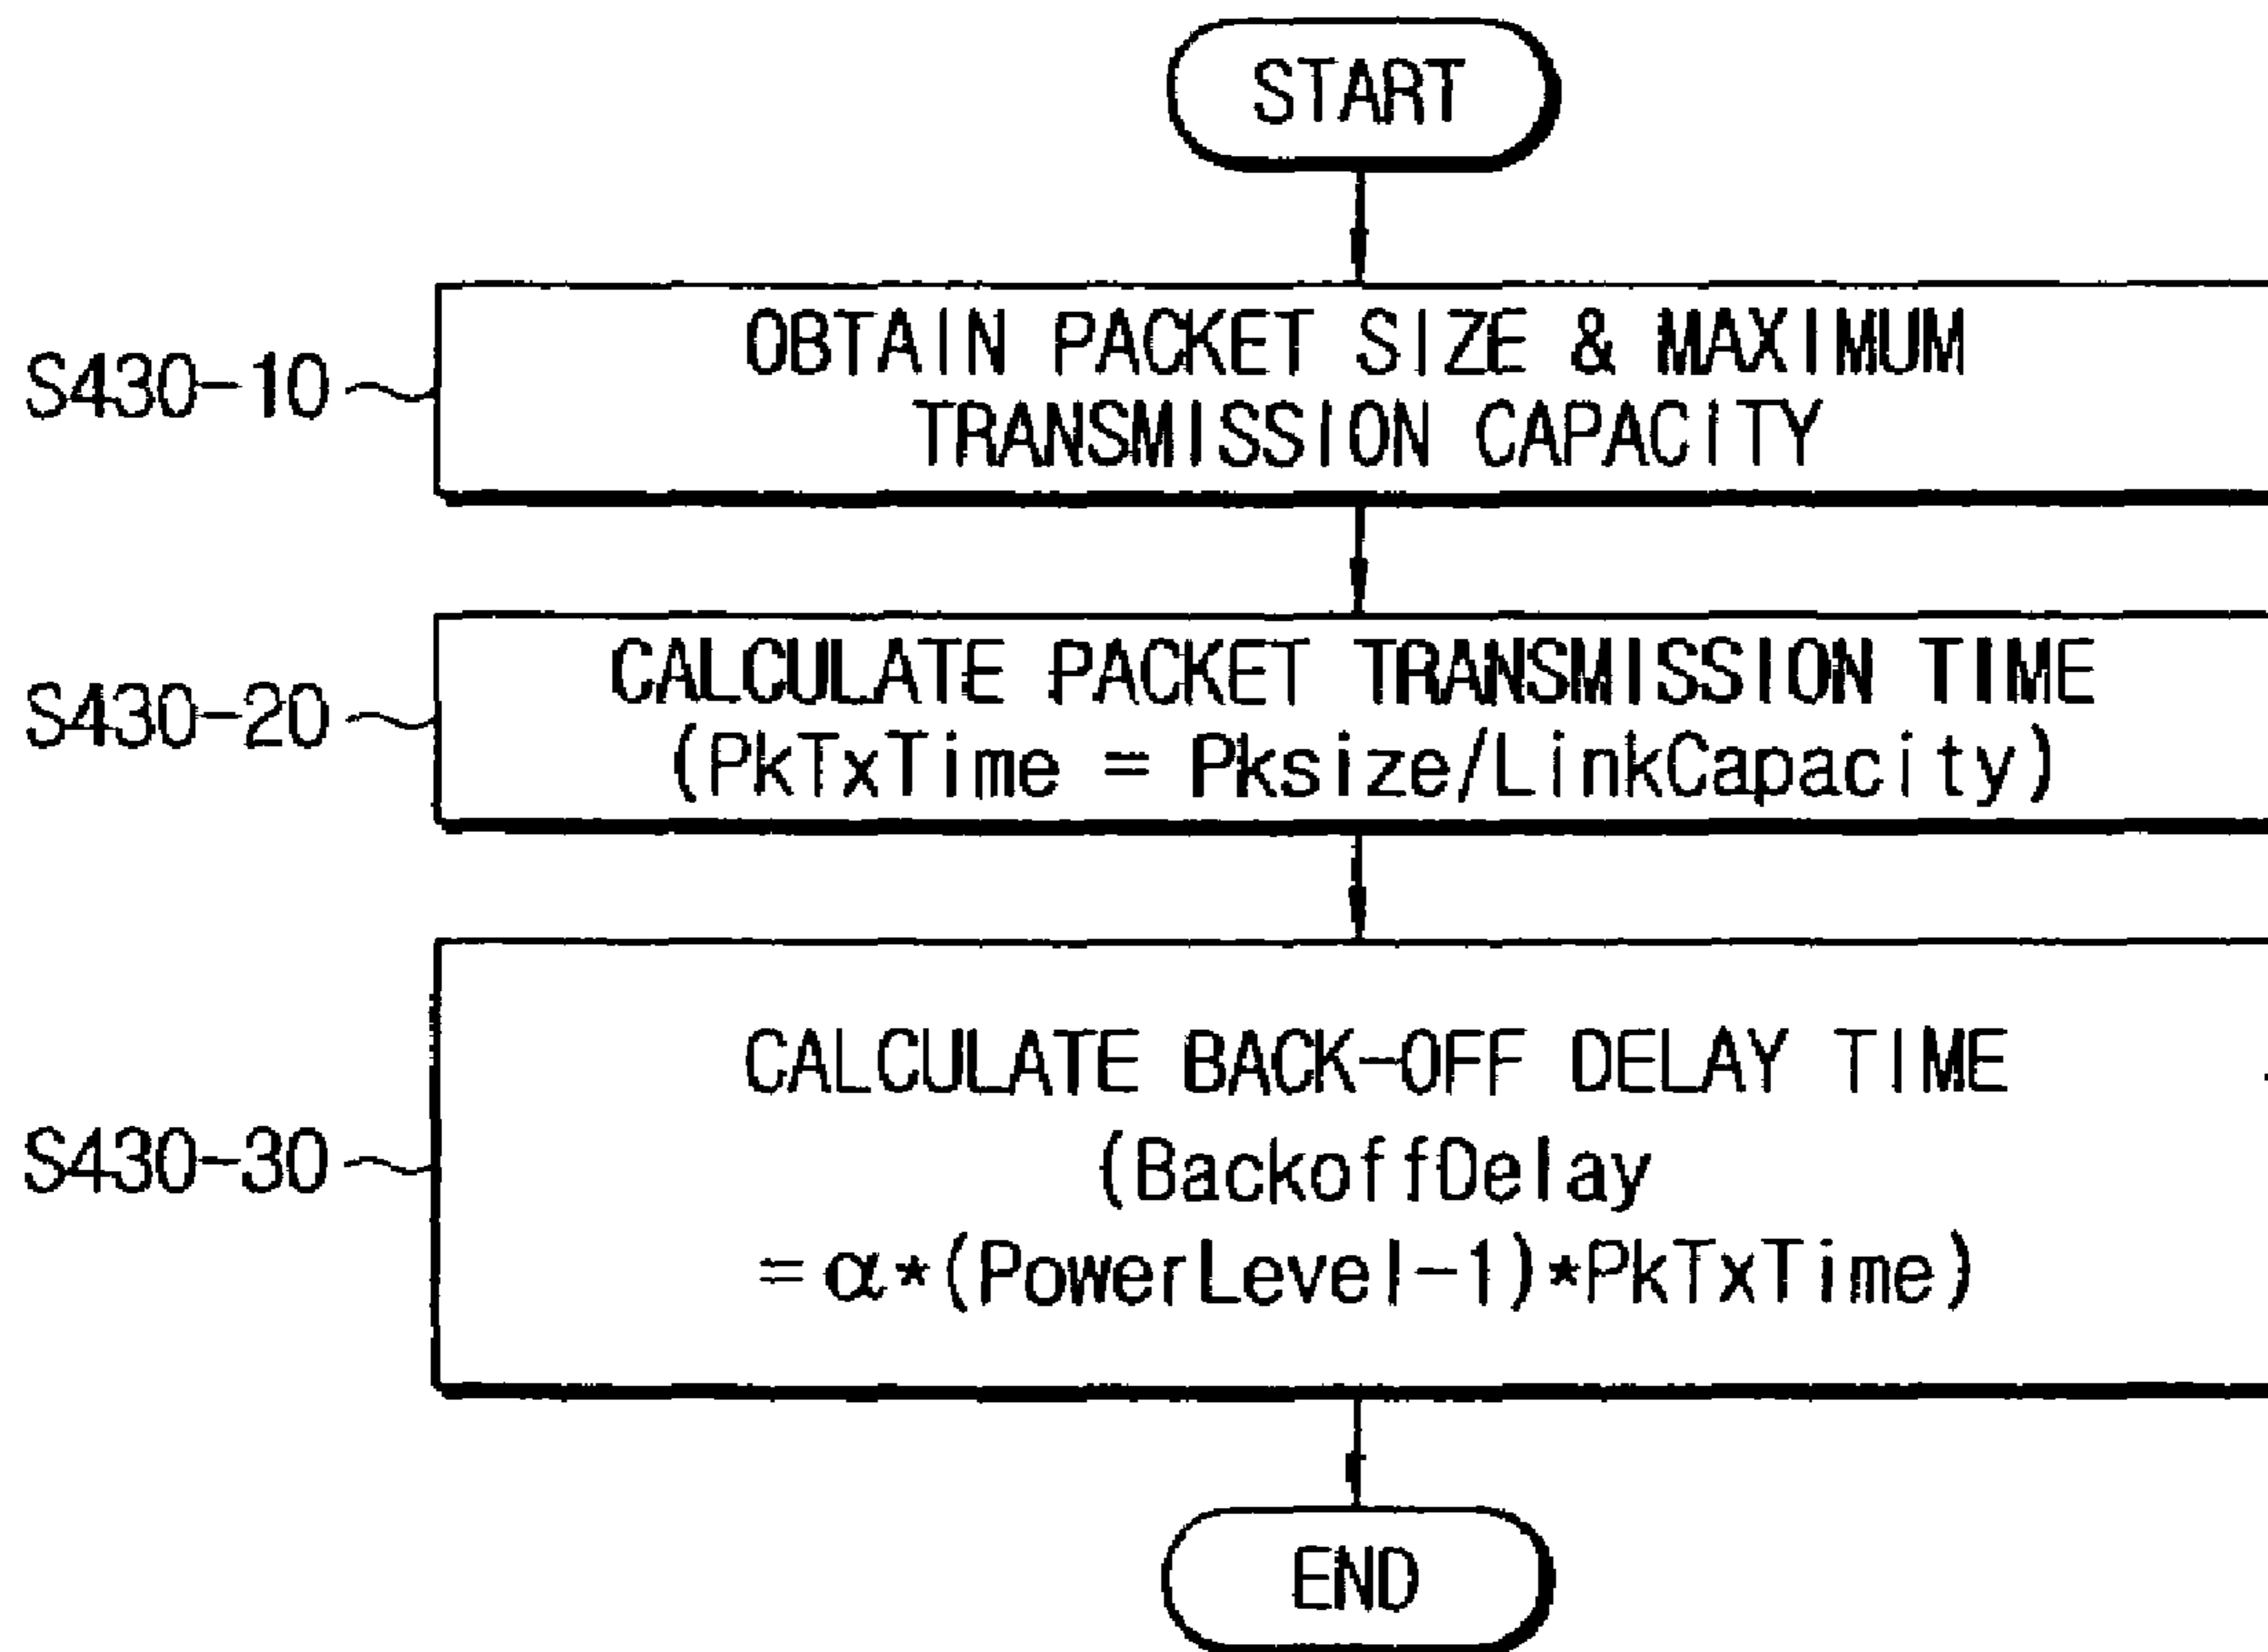 START
S430-10
OBTAIN PACKET SIZE & MAXIMUM
TRANSMISSION CAPACITY
S430-20
CALCULATE PACKET TRANSMISSION TIME
(PkTxTime = Pksize/LinkCapacity)
S430-30
CALCULATE BACK-OFF DELAY TIME
(BackoffDelay
= α*(PowerLevel-1)*PkTxTime)
END